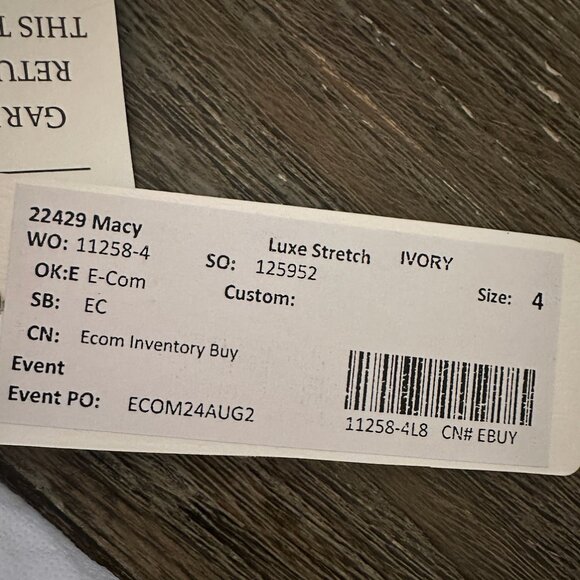 THIS T
RETU
GAR
22429 Macy
WO: 11258-4 SO: 125952 Luxe Stretch IVORY
OK:E E-Com Custom: Size: 4
SB: EC
CN: Ecom Inventory Buy
Event
Event PO: ECOM24AUG2
11258-4L8 CN# EBUY